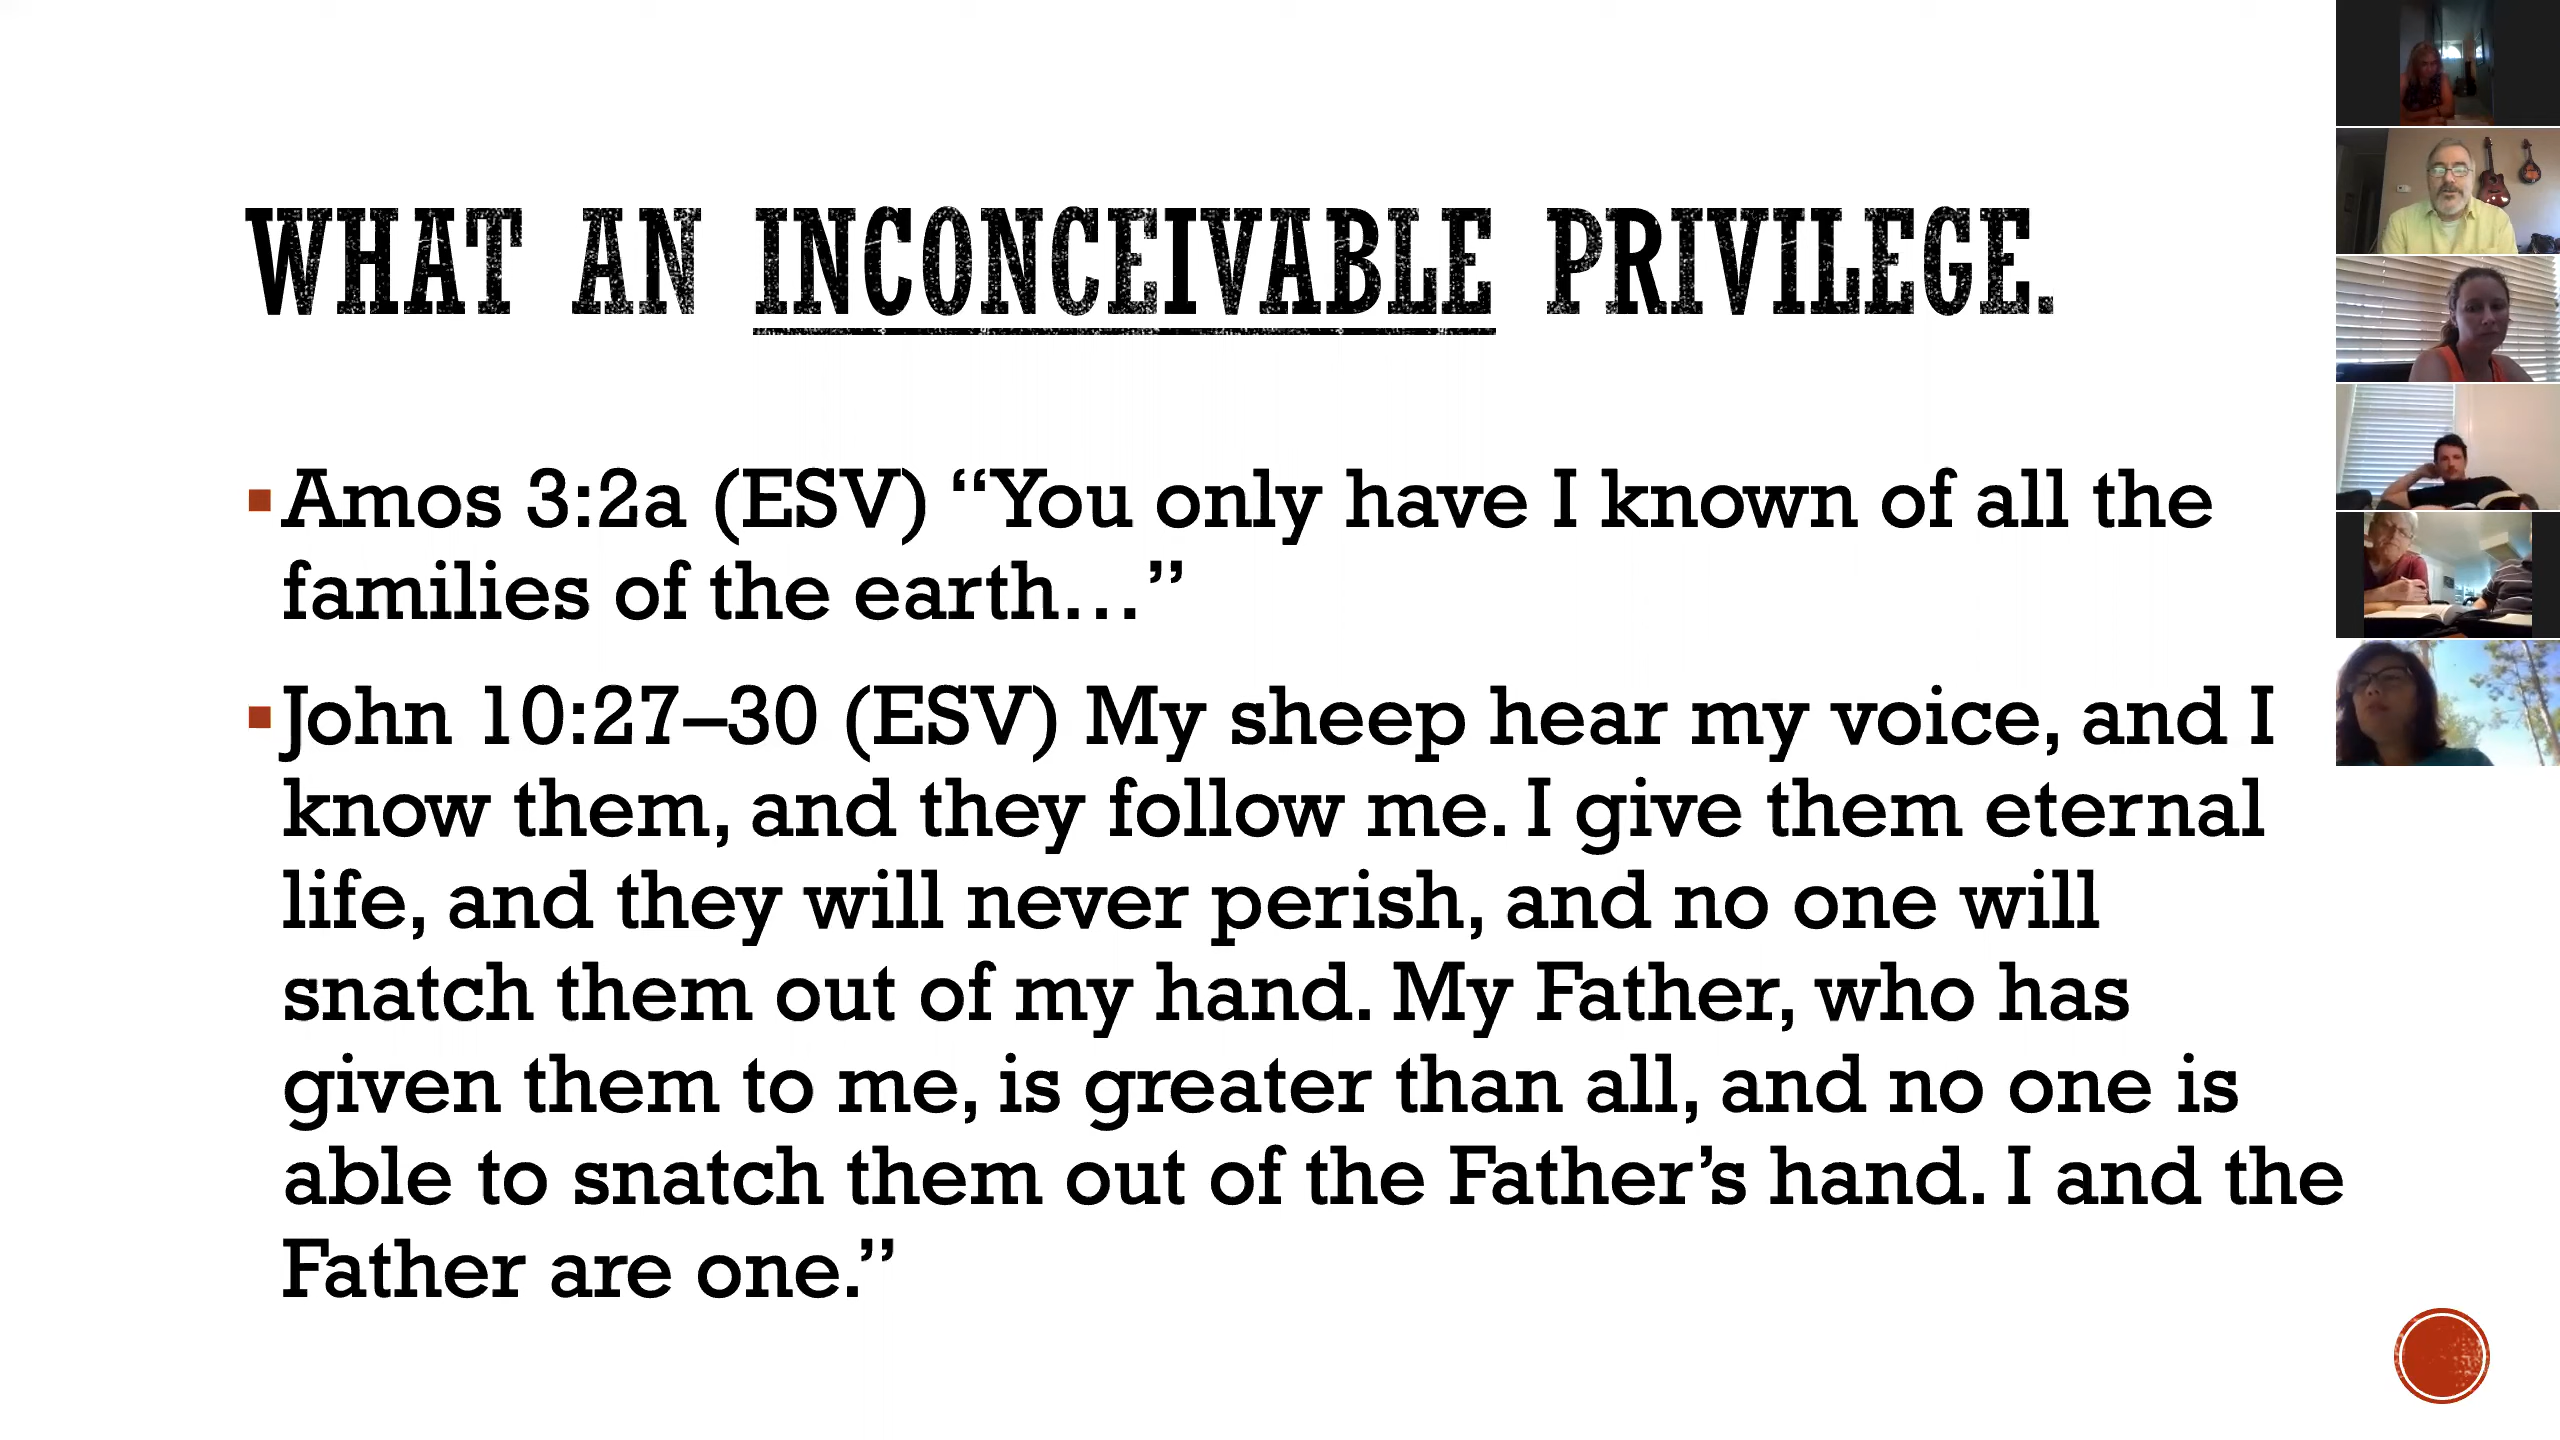 WHAT AN INCONCEIVABLE PRIVILEGE.
Amos 3:2a (ESV) “You only have I known of all the
families of the earth…”
John 10:27–30 (ESV) My sheep hear my voice, and I
know them, and they follow me. I give them eternal
life, and they will never perish, and no one will
snatch them out of my hand. My Father, who has
given them to me, is greater than all, and no one is
able to snatch them out of the Father’s hand. I and the
Father are one.”